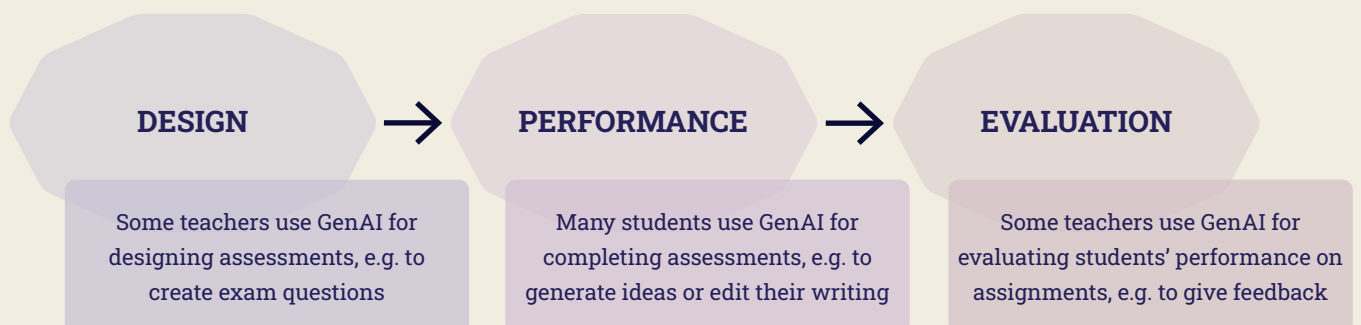 DESIGN
PERFORMANCE
EVALUATION
Some teachers use GenAI for
designing assessments, e.g. to
create exam questions
Many students use GenAI for
completing assessments, e.g. to
generate ideas or edit their writing
Some teachers use GenAI for
evaluating students’ performance on
assignments, e.g. to give feedback